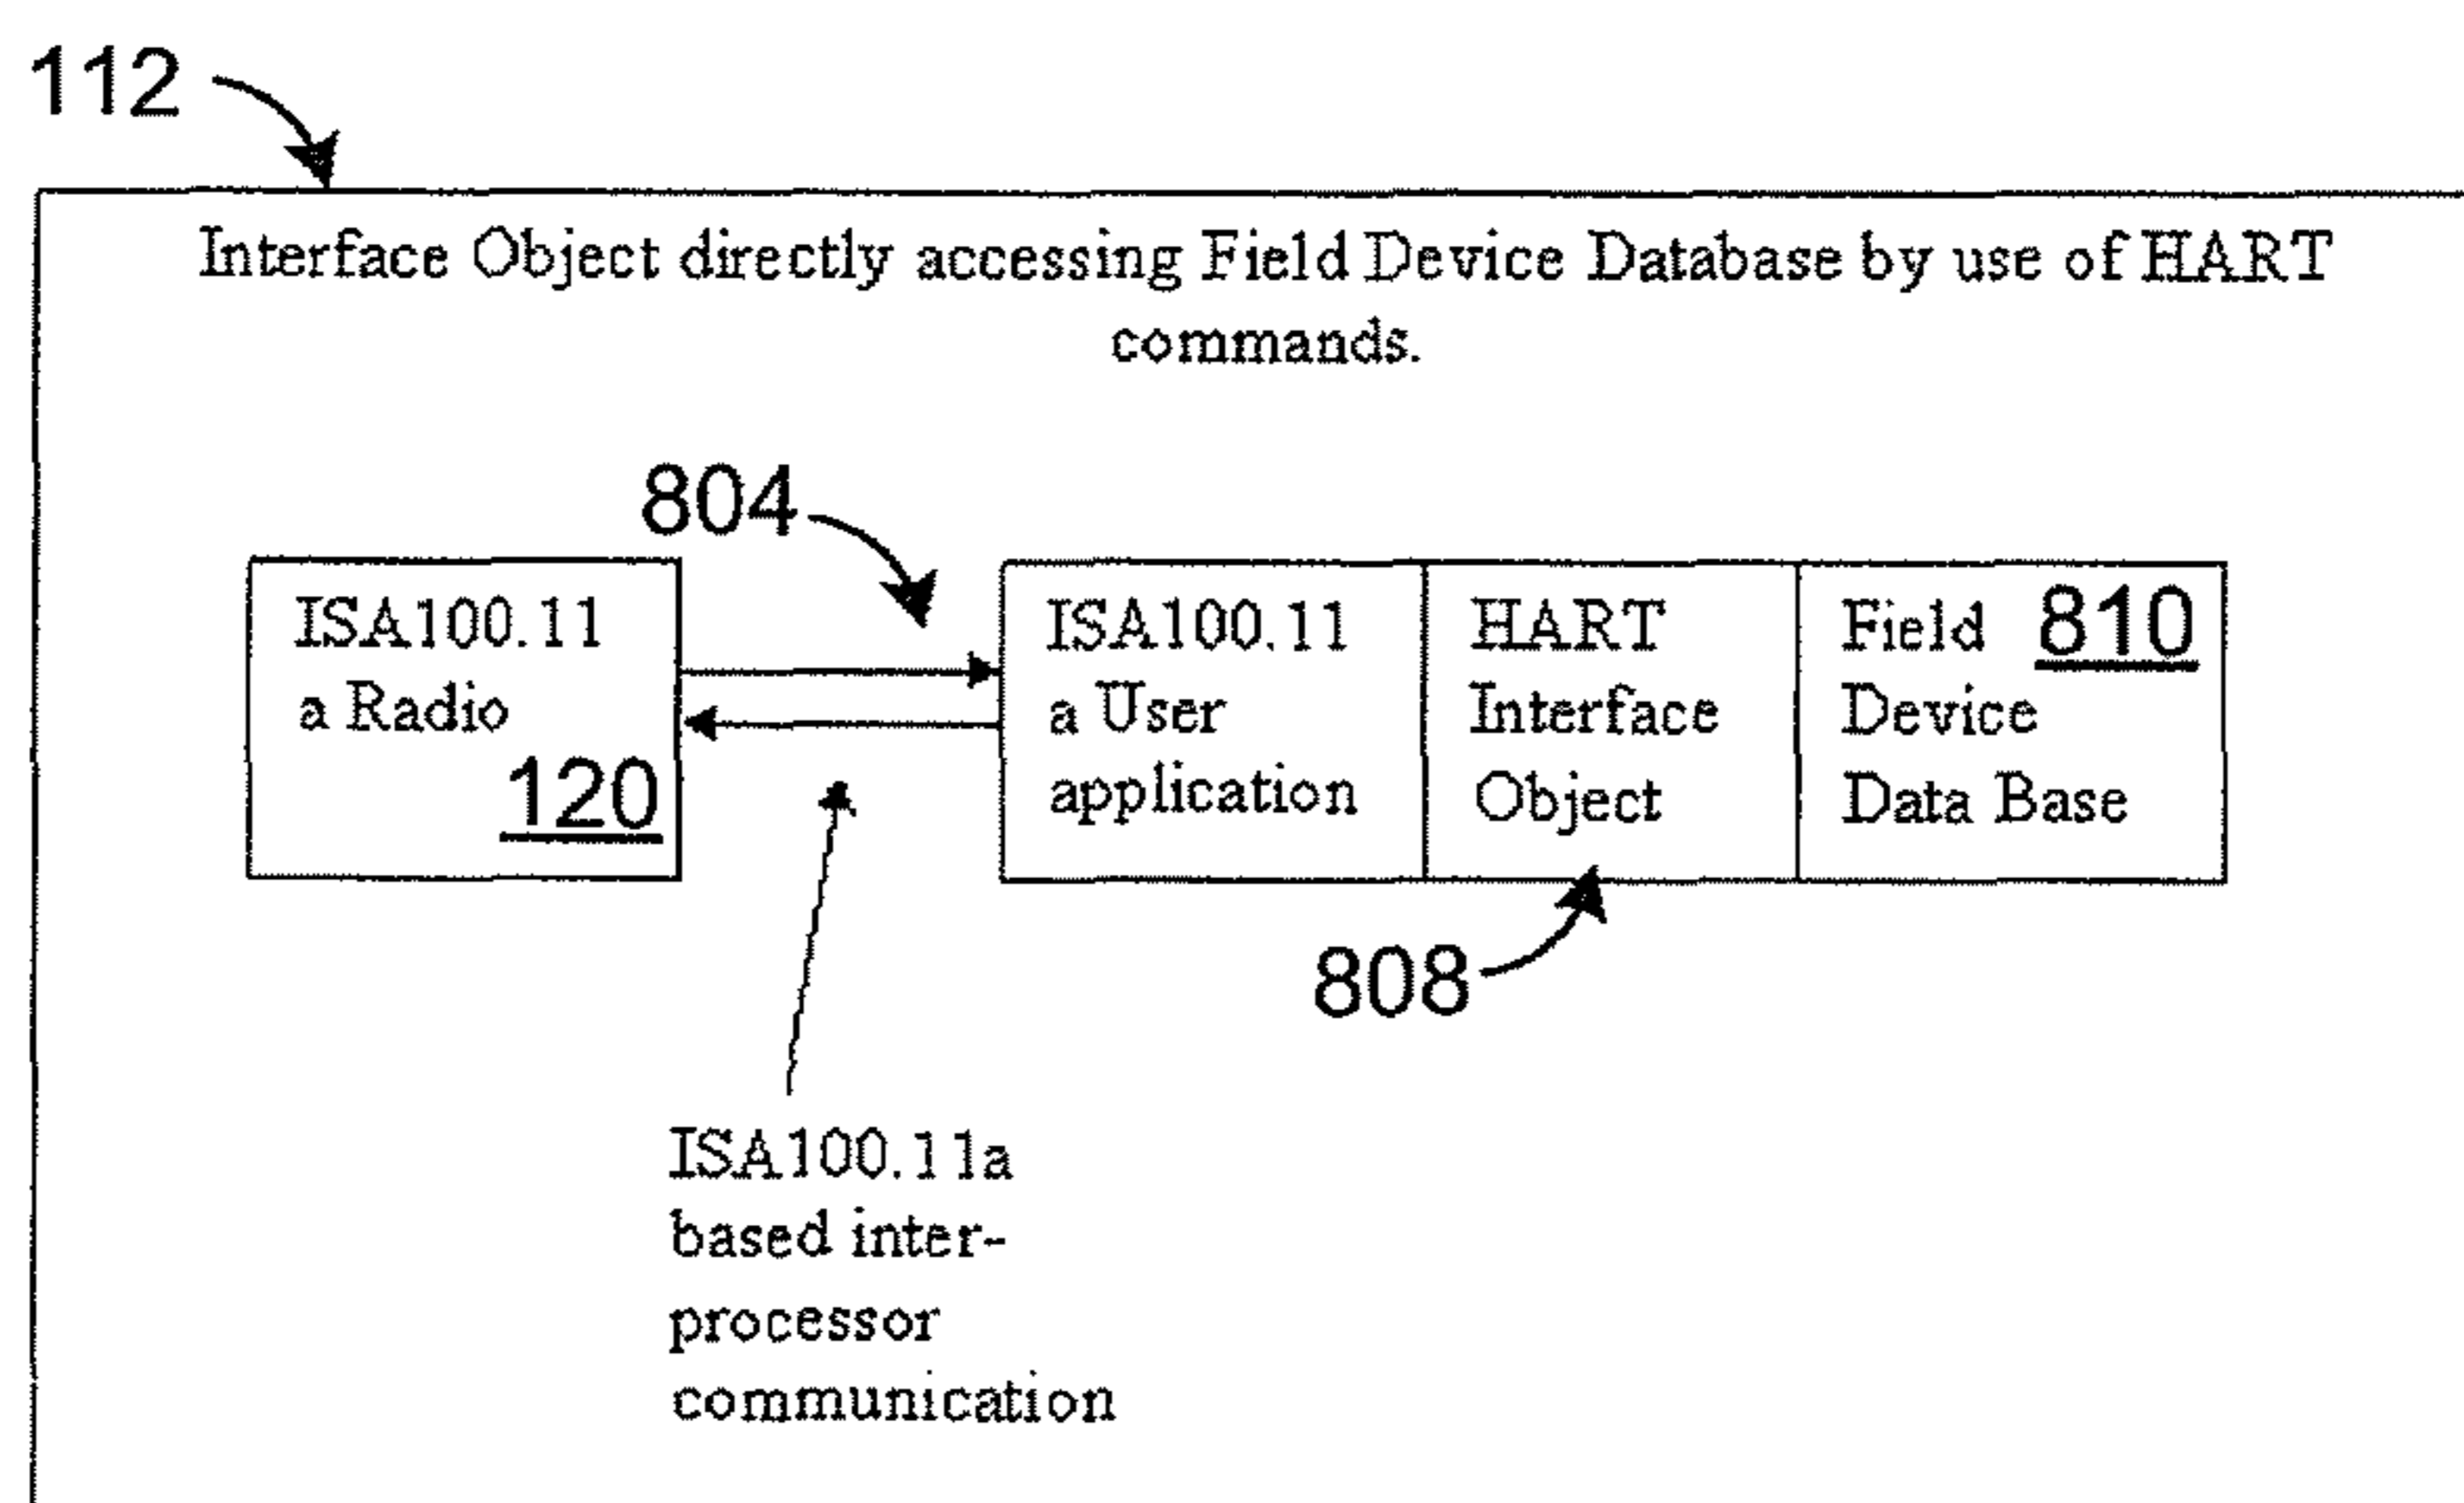 112
Interface Object directly accessing Field Device Database by use of HART
commands.
804
ISA100.11
a Radio
120
ISA100.11
a User
application
HART
Interface
Object
Field 810
Device
Data Base
808
ISA100.11a
based inter-
processor
communication